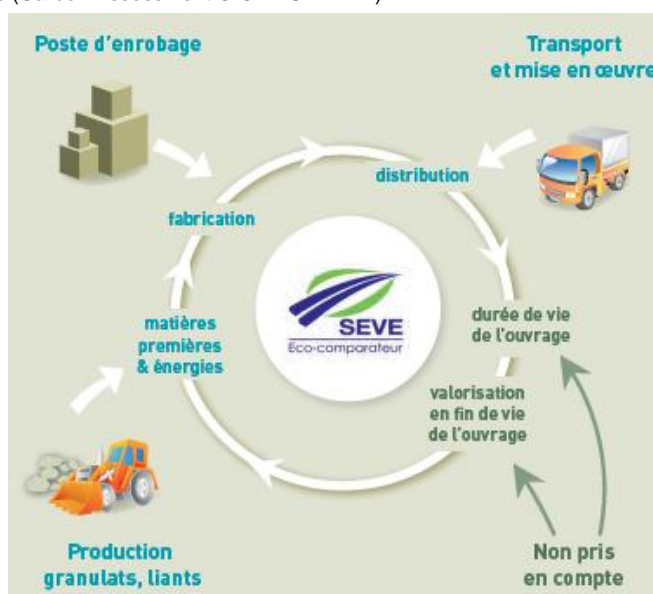 Poste d'enrobage
Transport
et mise en œuvre
distribution
fabrication
SEVE
Éco-comparateur
matières
premières
& énergies
durée de vie
de l'ouvrage
valorisation
en fin de vie
de l'ouvrage
Production
granulats, liants
Non pris
en compte